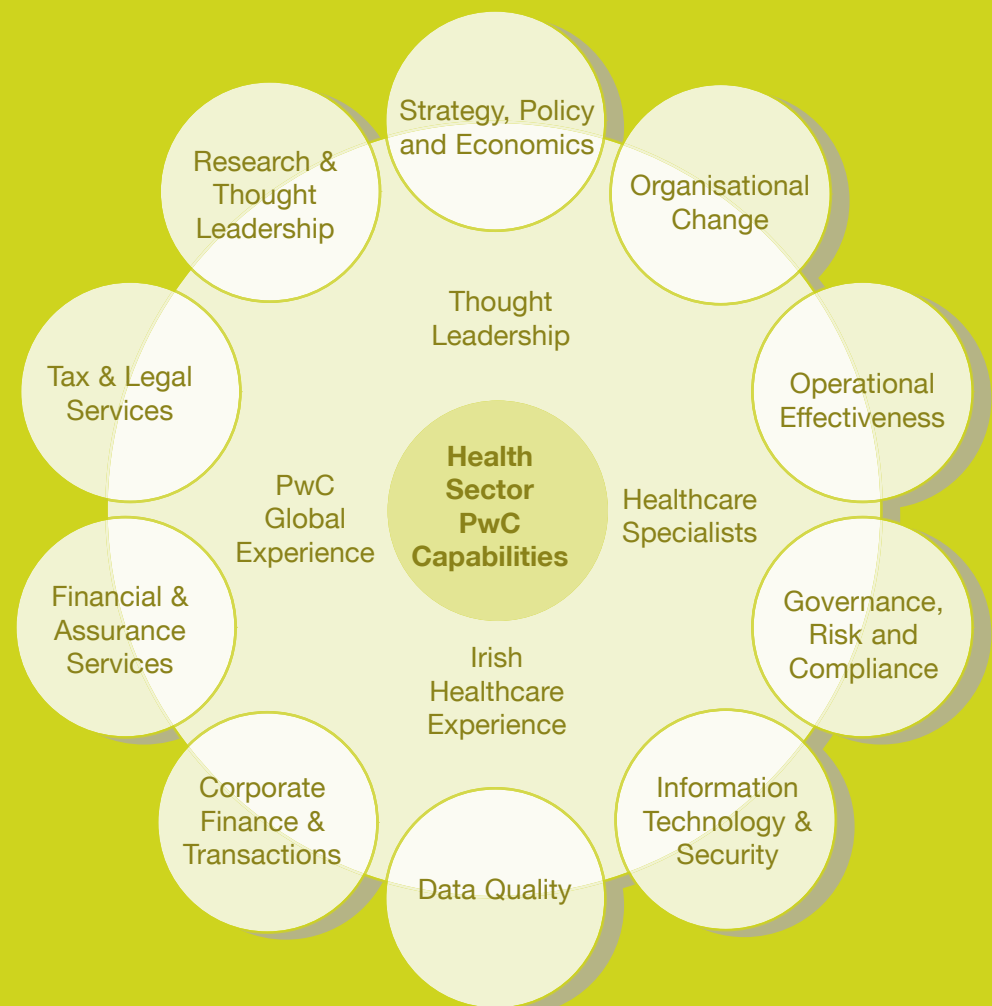 Strategy, Policy
and Economics
Organisational
Change
Operational
Effectiveness
Governance,
Risk and
Compliance
Information
Technology &
Security
Data Quality
Corporate
Finance &
Transactions
Financial &
Assurance
Services
Tax & Legal
Services
Research &
Thought
Leadership
Thought
Leadership
Healthcare
Specialists
Irish
Healthcare
Experience
PwC
Global
Experience
Health
Sector
PwC
Capabilities